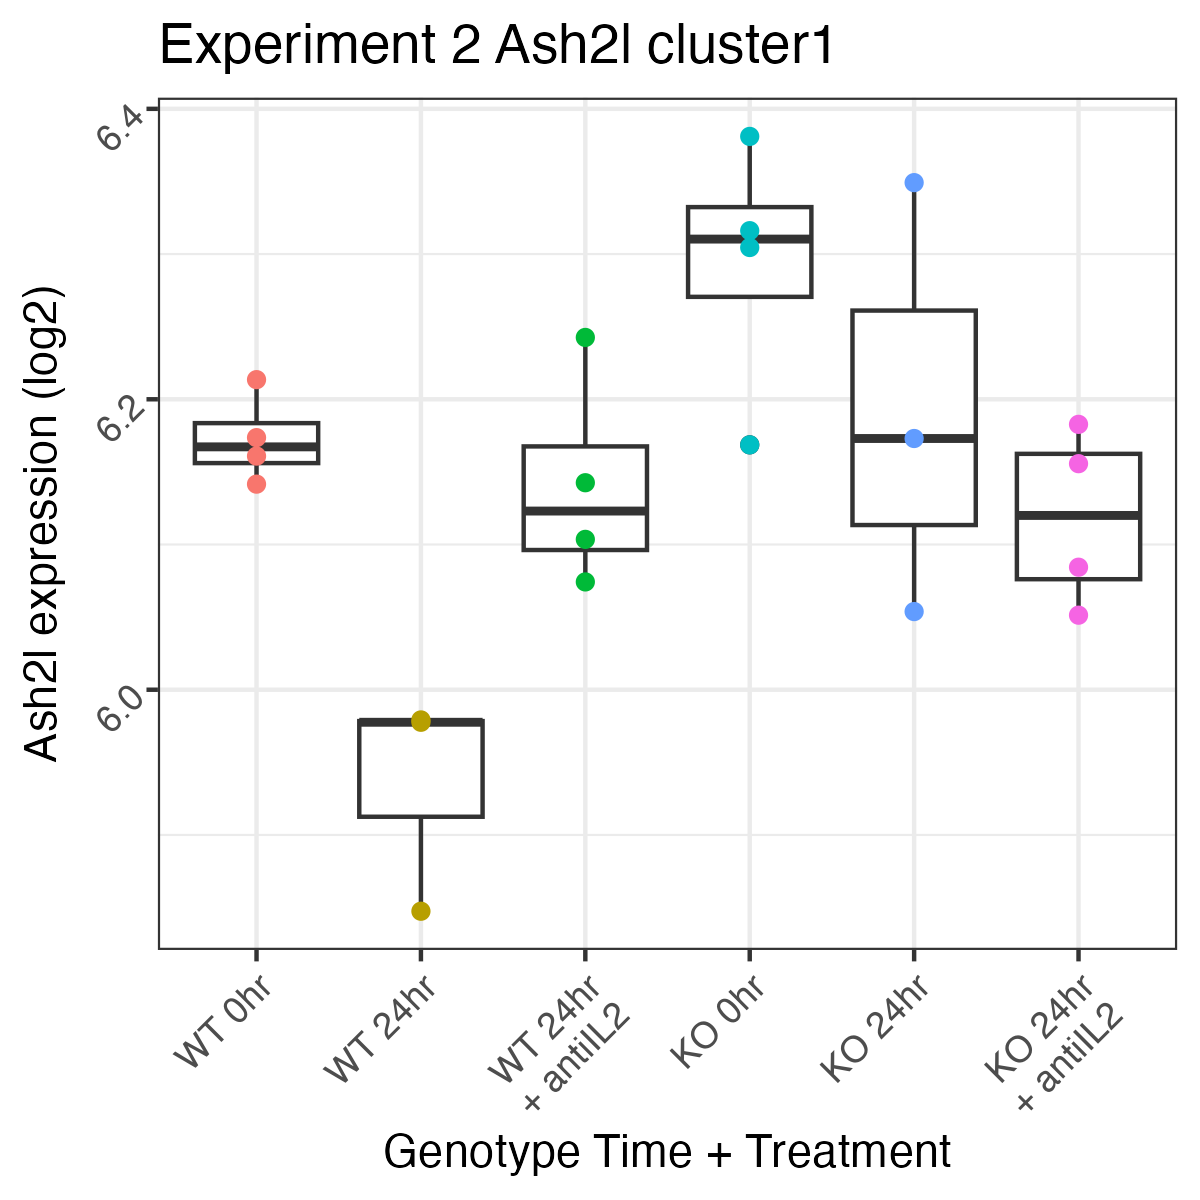 Experiment 2 Ash2l cluster1
Ash2l expression (log2)
6.4
6.2
6.0
WT 0hr
WT 24hr
WT 24hr
+ antiIL2
KO 0hr
KO 24hr
KO 24hr
+ antiIL2
Genotype Time + Treatment